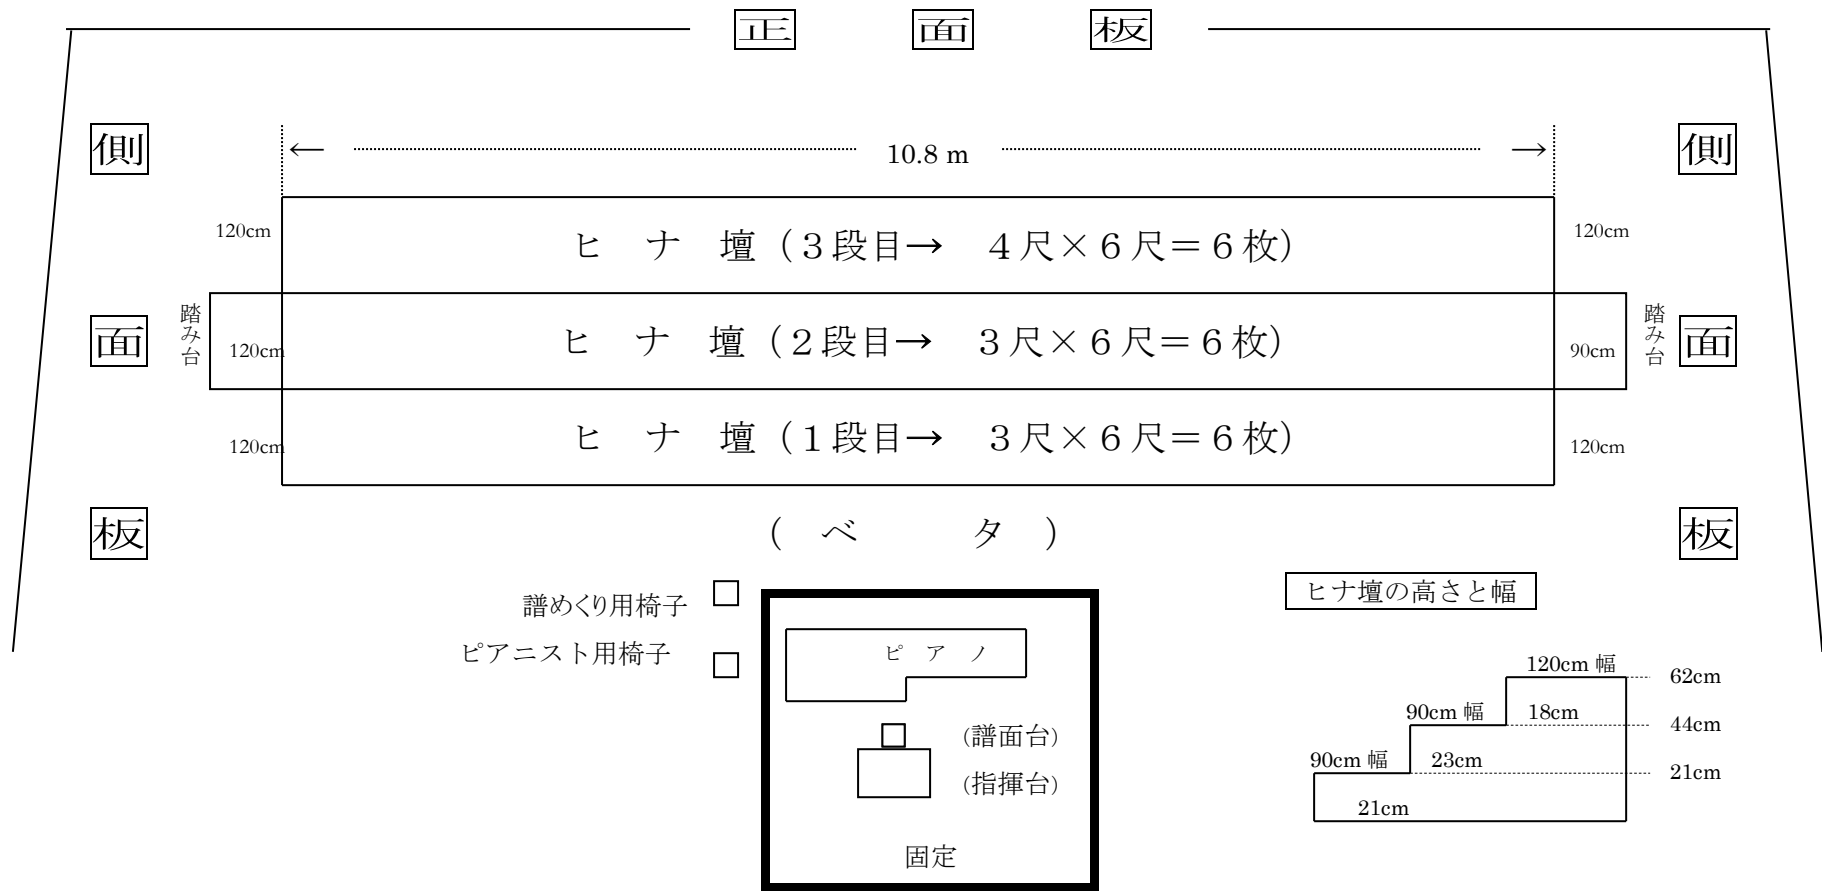 正 面 板
側
側
← 10.8 m →
120cm
ヒ ナ 壇（３段目→ ４尺×６尺＝６枚）
120cm
踏み台
面
120cm
ヒ ナ 壇（２段目→ ３尺×６尺＝６枚）
90cm
踏み台
面
120cm
ヒ ナ 壇（１段目→ ３尺×６尺＝６枚）
120cm
板
（ ベ タ ）
板
譜めくり用椅子
ピアニスト用椅子
ピ ア ノ
(譜面台)
(指揮台)
固定
ヒナ壇の高さと幅
120cm 幅
62cm
90cm 幅
18cm
44cm
90cm 幅
23cm
21cm
21cm